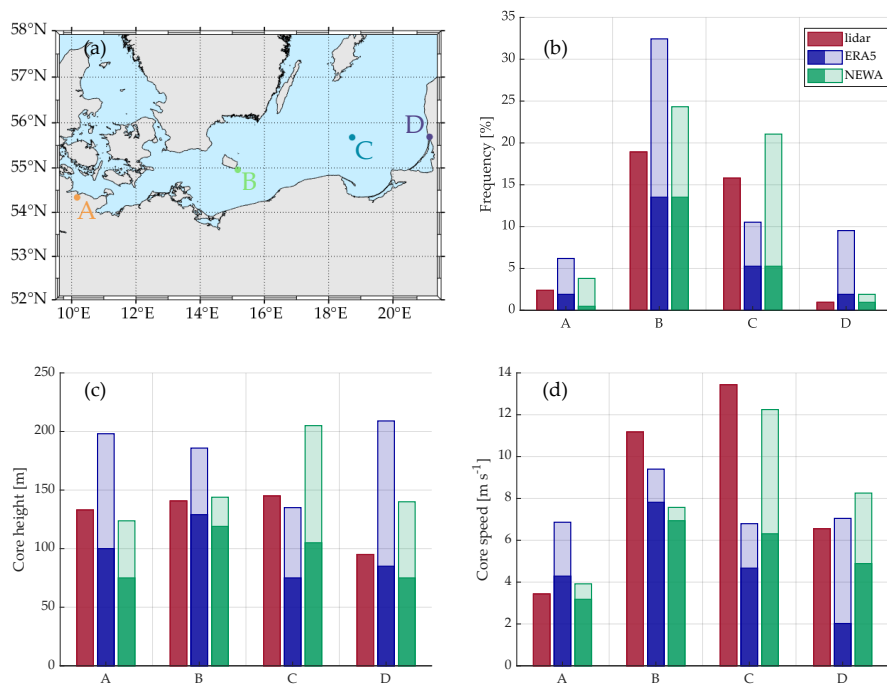 58°N
57°N
56°N
55°N
54°N
53°N
52°N
10°E 12°E 14°E 16°E 18°E 20°E
(a)
A
B
C
D
(b)
Frequency [%]
35
30
25
20
15
10
5
0
A B C D
lidar
ERA5
NEWA
(c)
Core height [m]
250
200
150
100
50
0
A B C D
(d)
Core speed [m s⁻¹]
14
12
10
8
6
4
2
0
A B C D